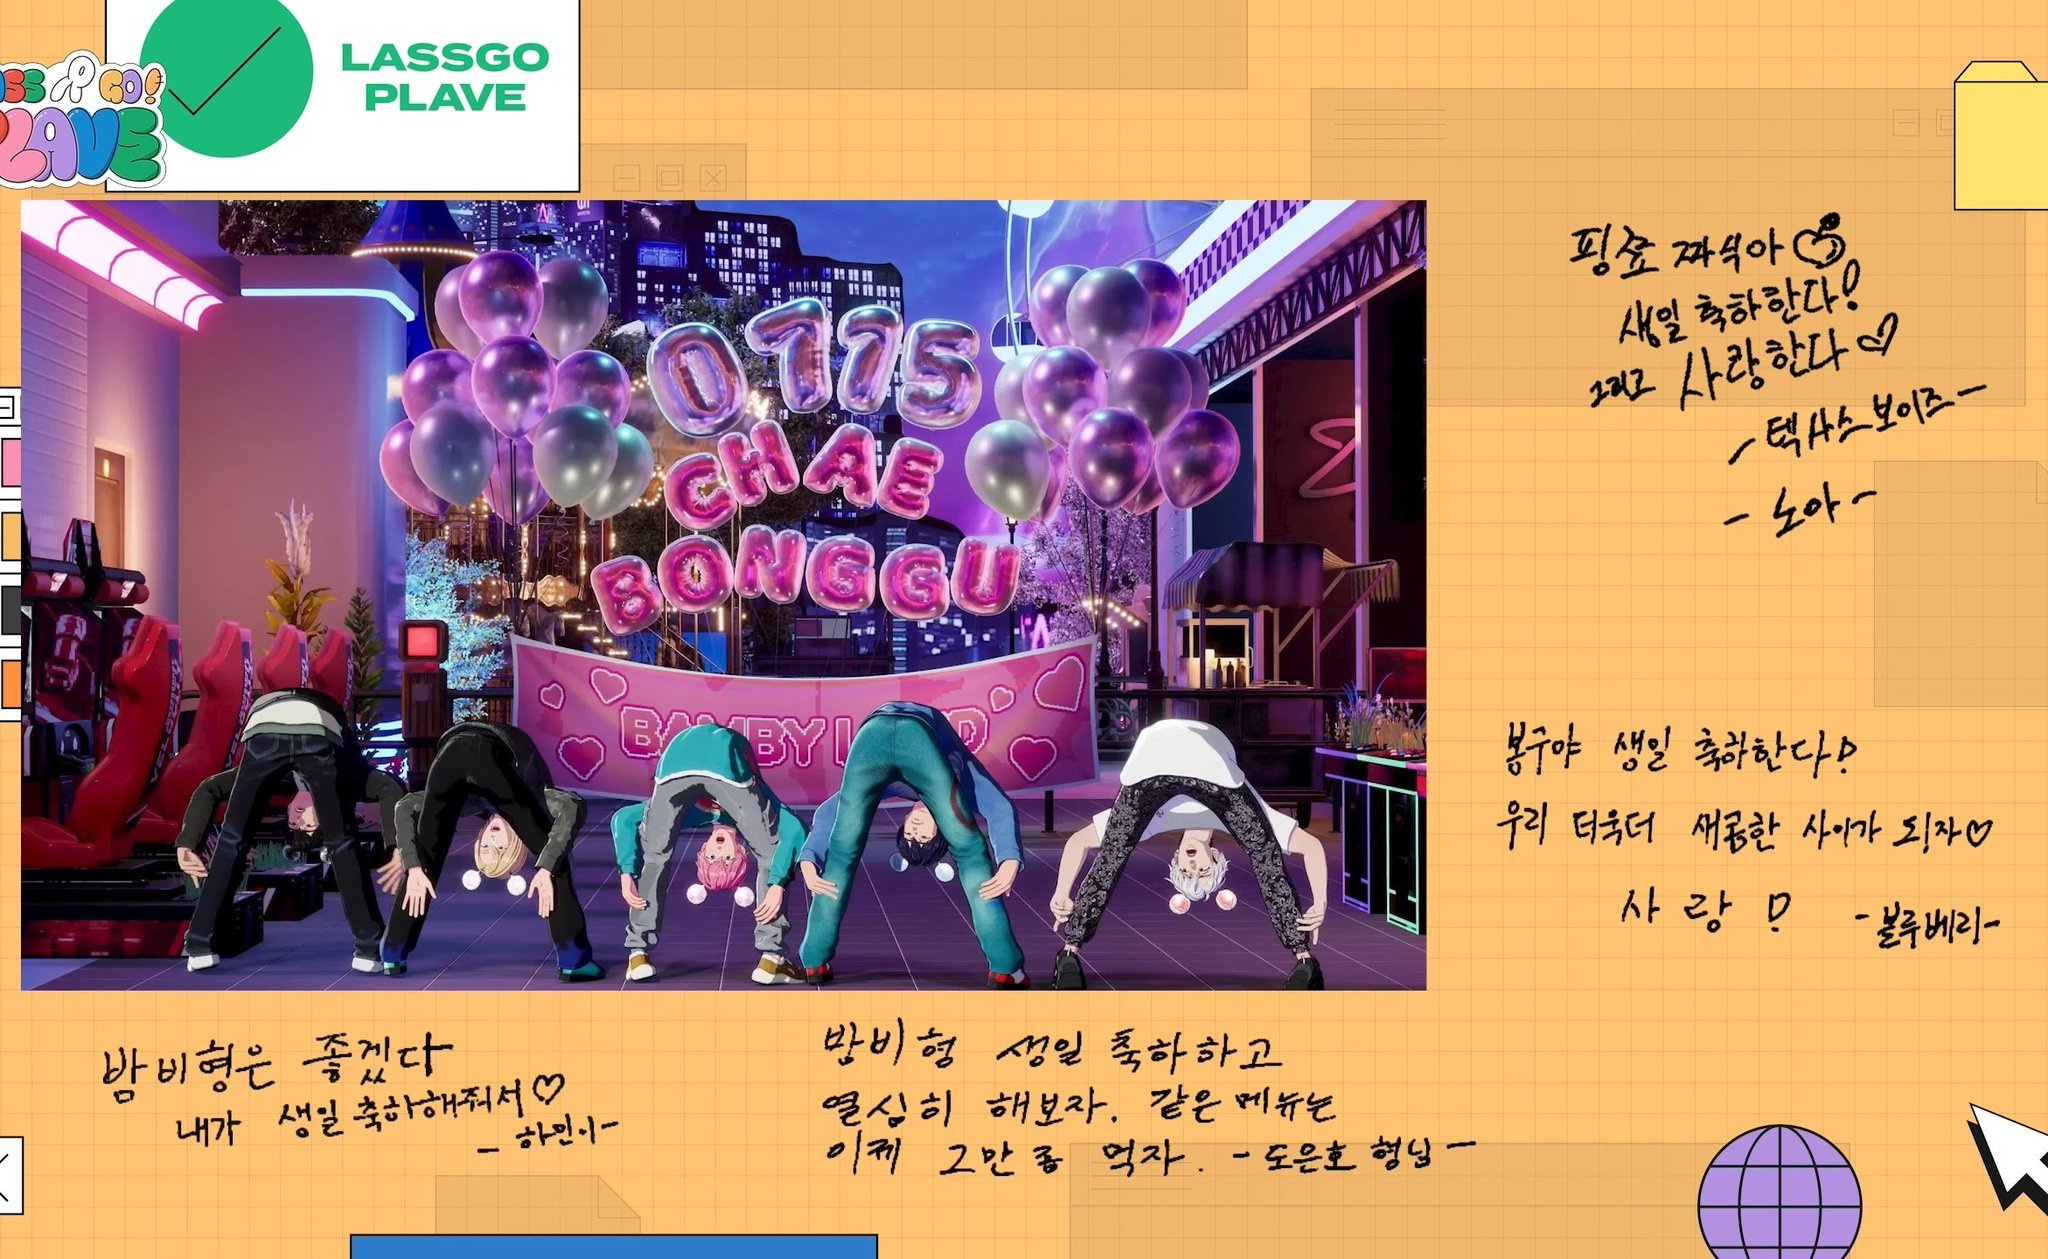 LASSGO
PLAVE
ASS GO!
PLAVE
0715
CHAE
BONGGU
BAMBY L D
핑쿄 짜식아
생일 축하한다!
그리고 사랑한다♡
- 텍사스보이즈 -
- 노아 -
봉구야 생일 축하한다!
우리 더욱더 새콤한 사이가 되자♡
사랑!
- 블루베리 -
밤비형은 좋겠다
내가 생일 축하해줘서♡
- 하민이 -
밤비형 생일 축하하고
열심히 해보자. 같은 메뉴는
이제 그만 좀 먹자. - 도은호 형님 -